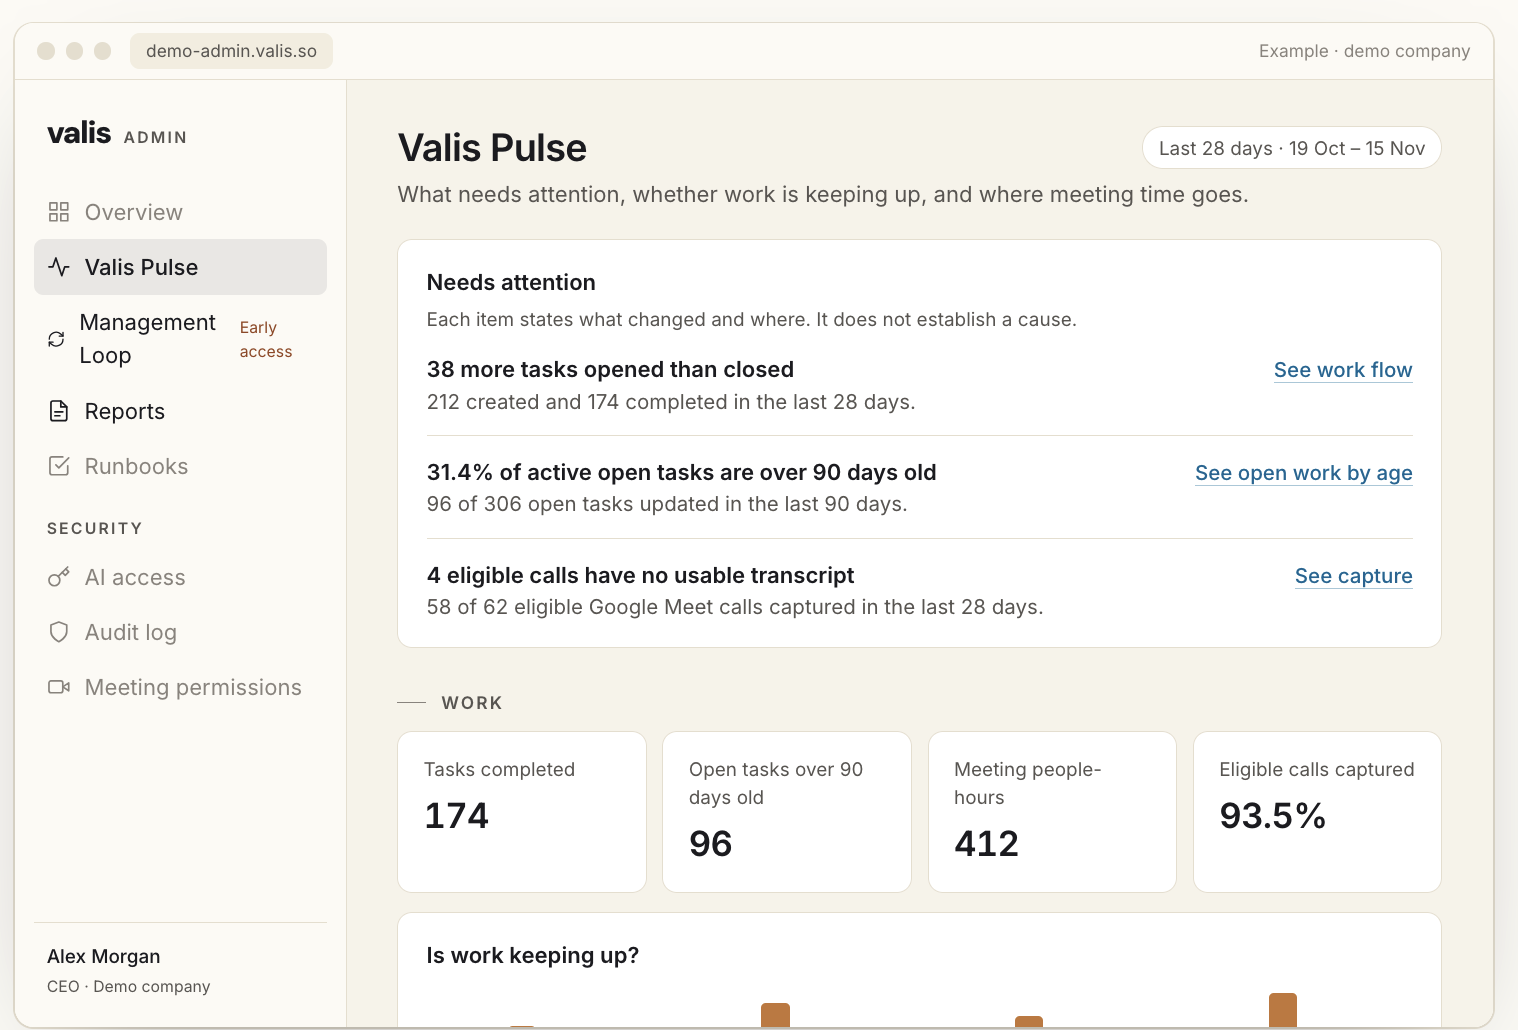 demo-admin.valis.so
Example · demo company
valis ADMIN
Overview
Valis Pulse
Management
Loop
Early
access
Reports
Runbooks
SECURITY
AI access
Audit log
Meeting permissions
Alex Morgan
CEO · Demo company
Valis Pulse
Last 28 days · 19 Oct – 15 Nov
What needs attention, whether work is keeping up, and where meeting time goes.
Needs attention
Each item states what changed and where. It does not establish a cause.
38 more tasks opened than closed
See work flow
212 created and 174 completed in the last 28 days.
31.4% of active open tasks are over 90 days old
See open work by age
96 of 306 open tasks updated in the last 90 days.
4 eligible calls have no usable transcript
See capture
58 of 62 eligible Google Meet calls captured in the last 28 days.
WORK
Tasks completed
174
Open tasks over 90
days old
96
Meeting people-
hours
412
Eligible calls captured
93.5%
Is work keeping up?